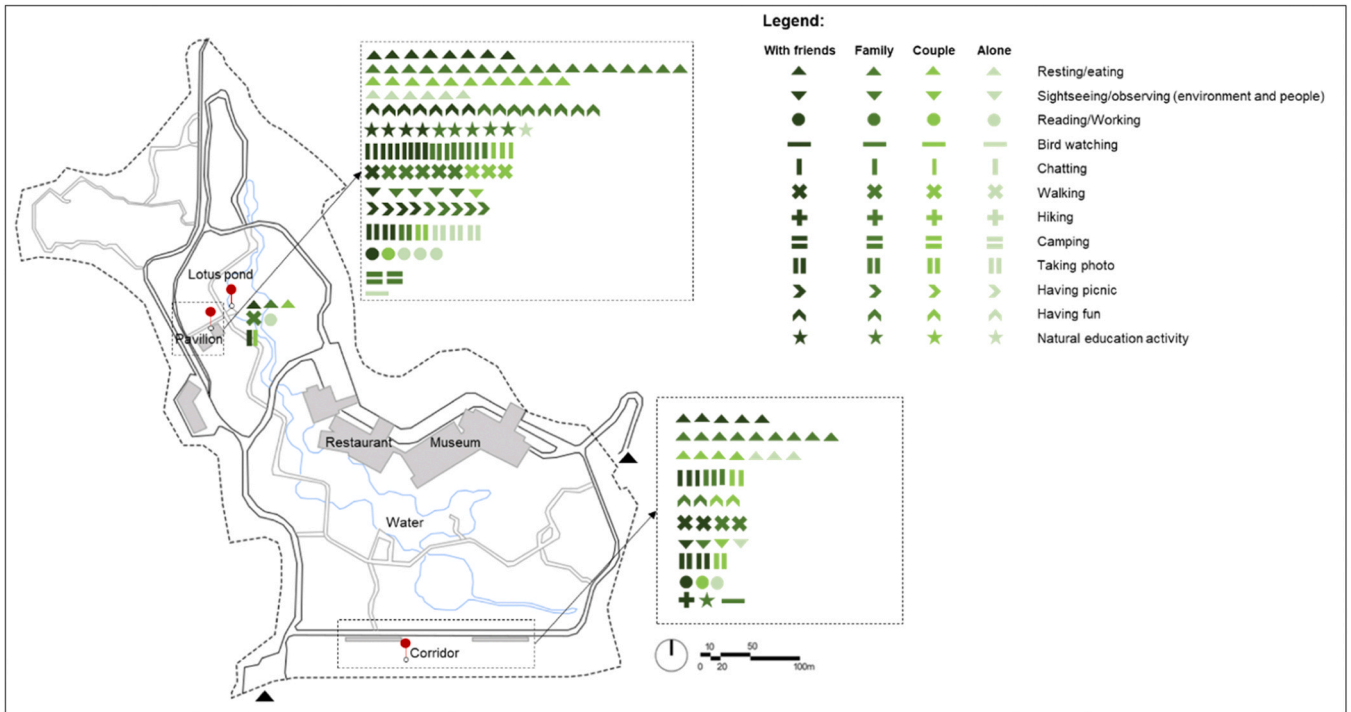 Legend:
With friends Family Couple Alone
Resting/eating
Sightseeing/observing (environment and people)
Reading/Working
Bird watching
Chatting
Walking
Hiking
Camping
Taking photo
Having picnic
Having fun
Natural education activity
Lotus pond
Pavilion
Restaurant
Museum
Water
Corridor
10 50
0 20 100m